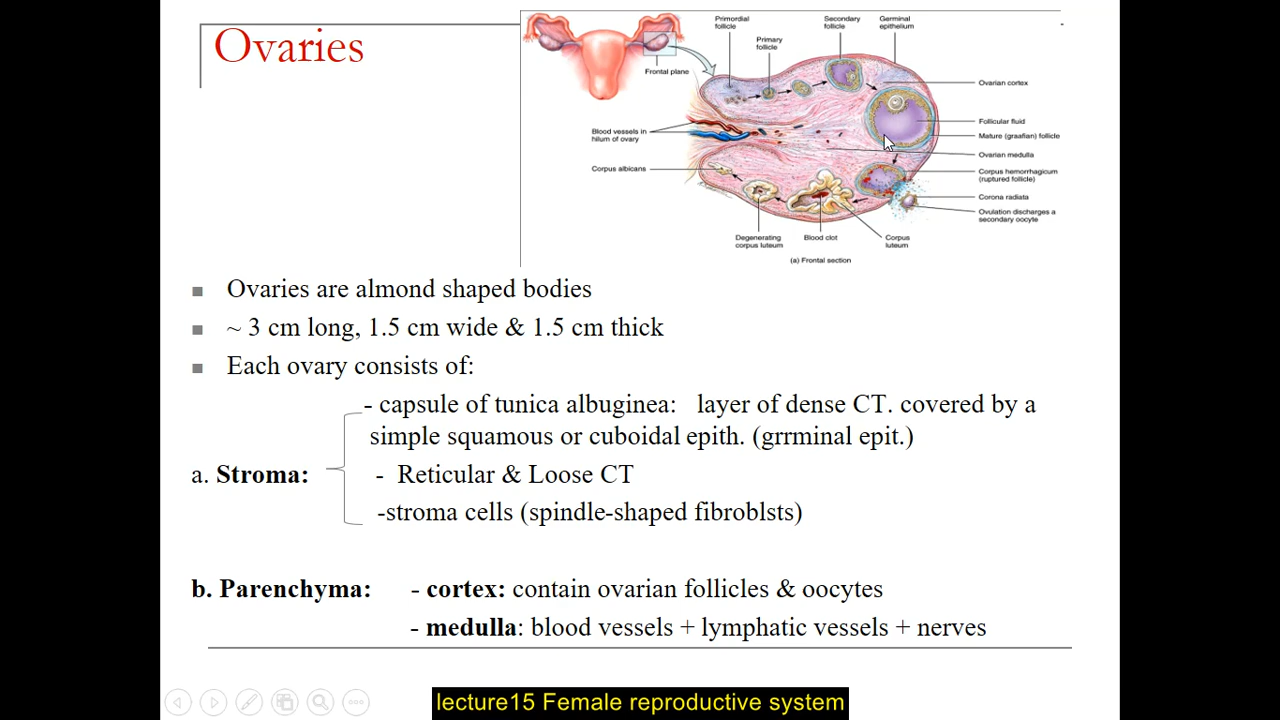 Ovaries
Primordial
follicle
Primary
follicle
Secondary
follicle
Germinal
epithelium
Frontal plane
Ovarian cortex
Follicular fluid
Mature (graafian) follicle
Blood vessels in
hilum of ovary
Ovarian medulla
Corpus albicans
Corpus hemorrhagicum
(ruptured follicle)
Corona radiata
Ovulation discharges a
secondary oocyte
Degenerating
corpus luteum
Blood clot
Corpus
luteum
(a) Frontal section
Ovaries are almond shaped bodies
~ 3 cm long, 1.5 cm wide & 1.5 cm thick
Each ovary consists of:
- capsule of tunica albuginea: layer of dense CT. covered by a
simple squamous or cuboidal epith. (grrminal epit.)
a. Stroma: - Reticular & Loose CT
-stroma cells (spindle-shaped fibroblsts)
b. Parenchyma: - cortex: contain ovarian follicles & oocytes
- medulla: blood vessels + lymphatic vessels + nerves
lecture15 Female reproductive system